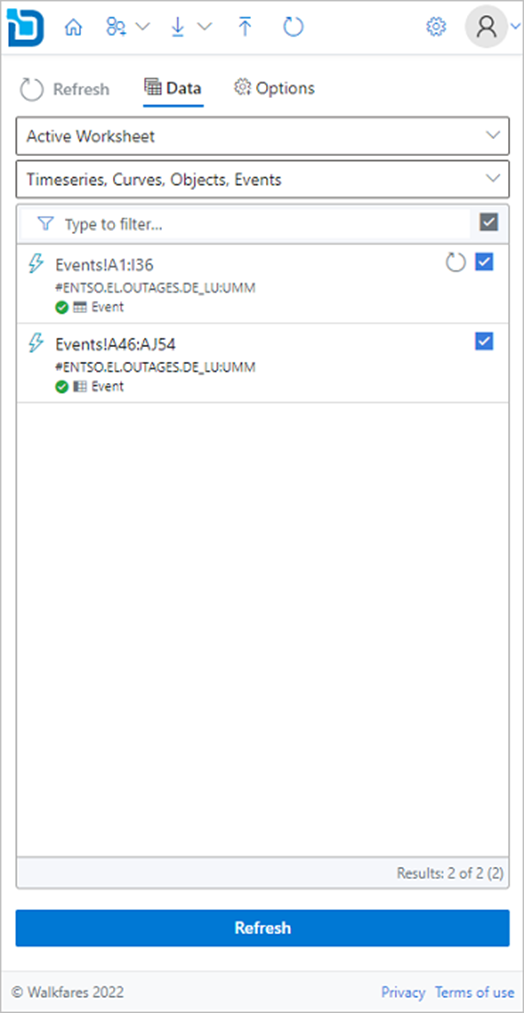 Refresh Data Options
Active Worksheet
Timeseries, Curves, Objects, Events
Type to filter...
Events!A1:I36
#ENTSO.EL.OUTAGES.DE_LU:UMM
Event
Events!A46:AJ54
#ENTSO.EL.OUTAGES.DE_LU:UMM
Event
Results: 2 of 2 (2)
Refresh
© Walkfares 2022 Privacy Terms of use